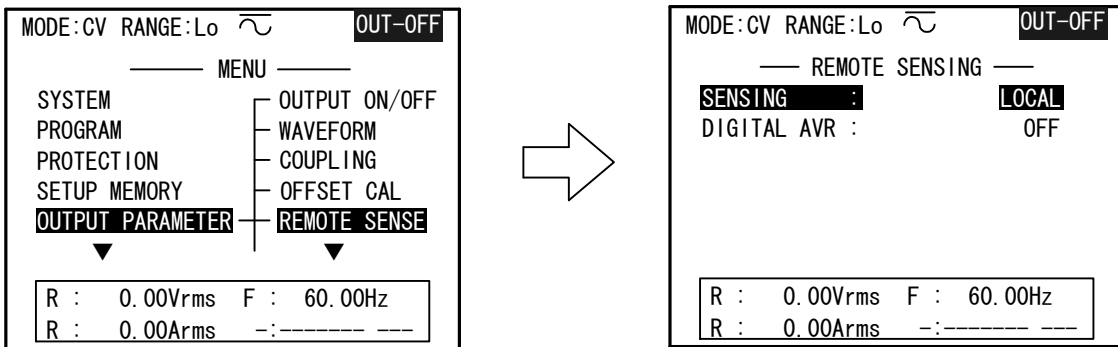 MODE:CV RANGE:Lo OUT-OFF
MENU
SYSTEM OUTPUT ON/OFF
PROGRAM WAVEFORM
PROTECTION COUPLING
SETUP MEMORY OFFSET CAL
OUTPUT PARAMETER REMOTE SENSE
▼ ▼
R : 0.00Vrms F : 60.00Hz
R : 0.00Arms -:------- ---
MODE:CV RANGE:Lo OUT-OFF
REMOTE SENSING
SENSING : LOCAL
DIGITAL AVR : OFF
R : 0.00Vrms F : 60.00Hz
R : 0.00Arms -:------- ---